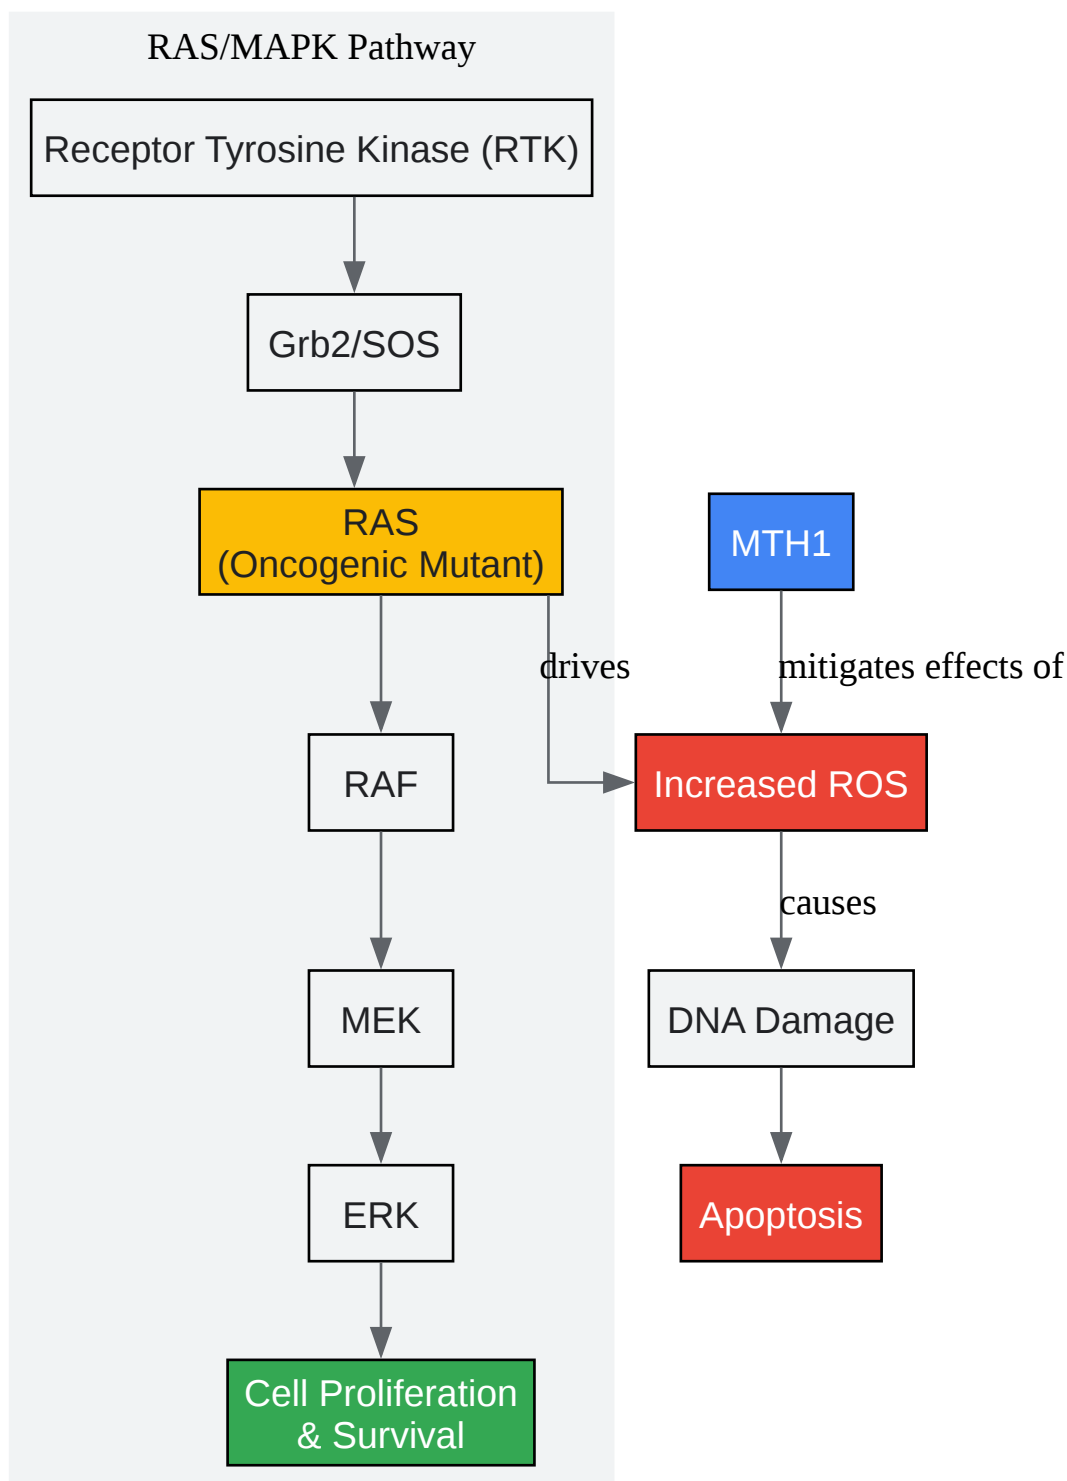 RAS/MAPK Pathway
Receptor Tyrosine Kinase (RTK)
Grb2/SOS
RAS
(Oncogenic Mutant)
MTH1
drives
mitigates effects of
RAF
Increased ROS
causes
MEK
DNA Damage
ERK
Apoptosis
Cell Proliferation
& Survival